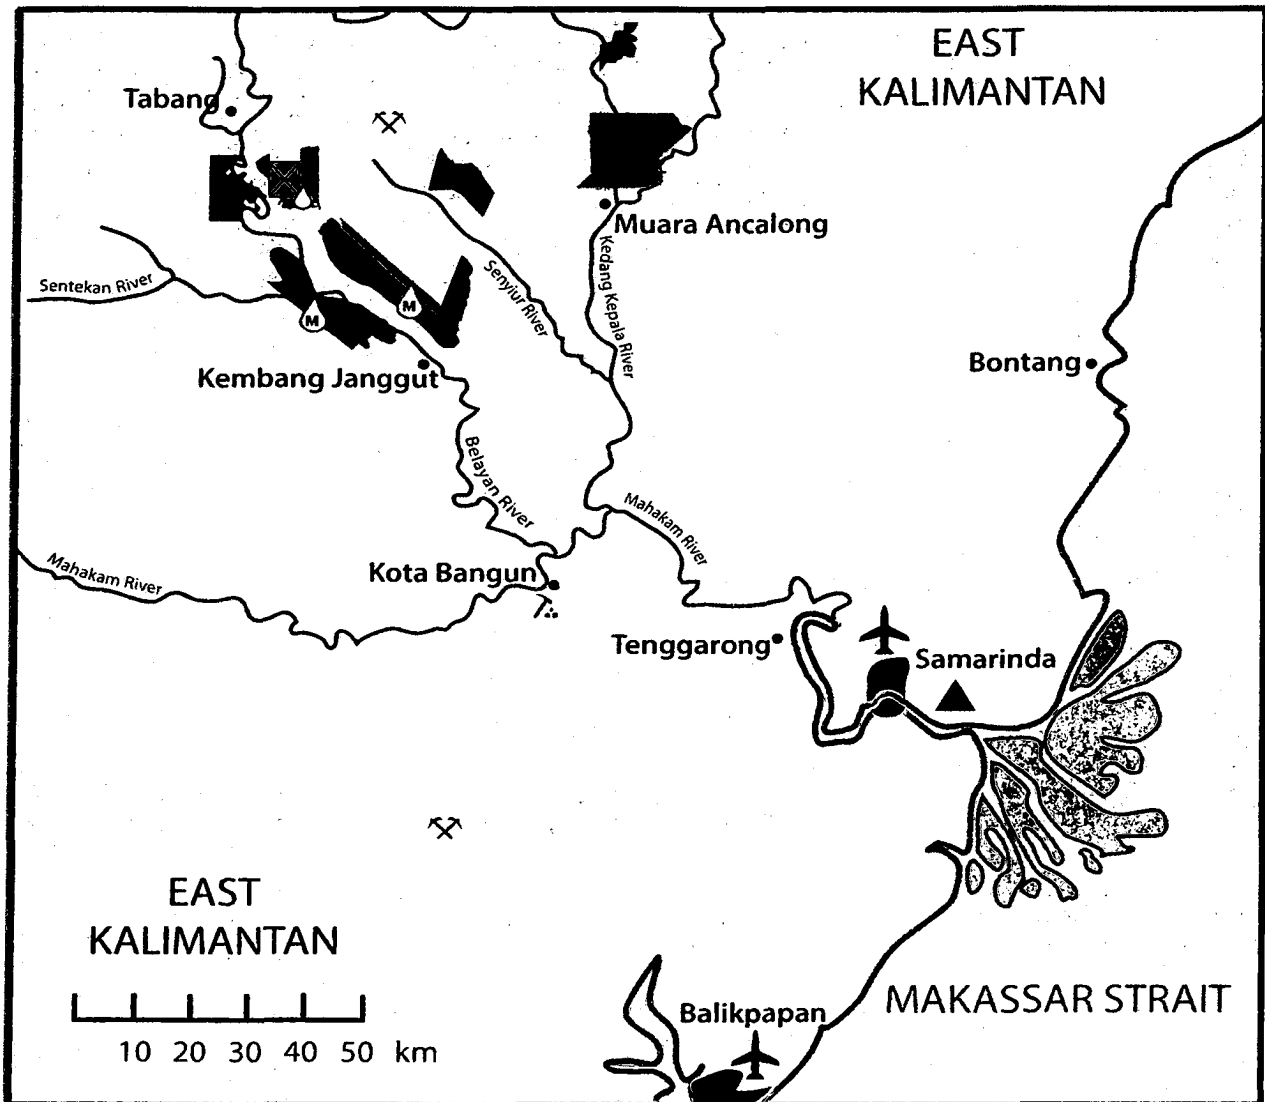 EAST
KALIMANTAN
Tabang
Muara Ancalong
Sentekan River
Senyiur River
Kedang Kepala River
M
M
Kembang Janggut
Bontang
Belayan River
Mahakam River
Mahakam River
Kota Bangun
Tenggarong
Samarinda
EAST
KALIMANTAN
MAKASSAR STRAIT
Balikpapan
10 20 30 40 50 km